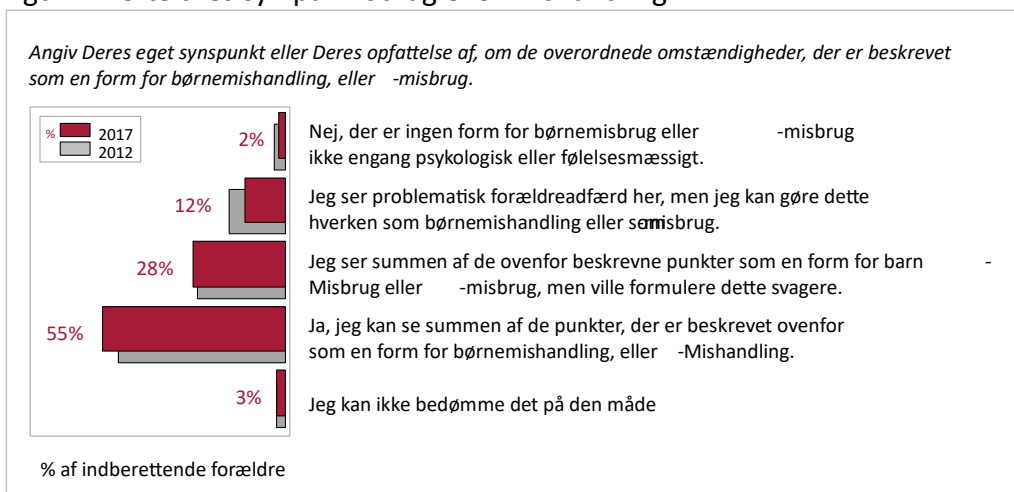 Angiv Deres eget synspunkt eller Deres opfattelse af, om de overordnede omstændigheder, der er beskrevet
som en form for børnemishandling, eller -misbrug.
% 2017
2012
2%
Nej, der er ingen form for børnemisbrug eller -misbrug
ikke engang psykologisk eller følelsesmæssigt.
12%
Jeg ser problematisk forældreadfærd her, men jeg kan gøre dette
hverken som børnemishandling eller som -misbrug.
28%
Jeg ser summen af de ovenfor beskrevne punkter som en form for barn -
Misbrug eller -misbrug, men ville formulere dette svagere.
55%
Ja, jeg kan se summen af de punkter, der er beskrevet ovenfor
som en form for børnemishandling, eller -Mishandling.
3%
Jeg kan ikke bedømme det på den måde
% af indberettende forældre